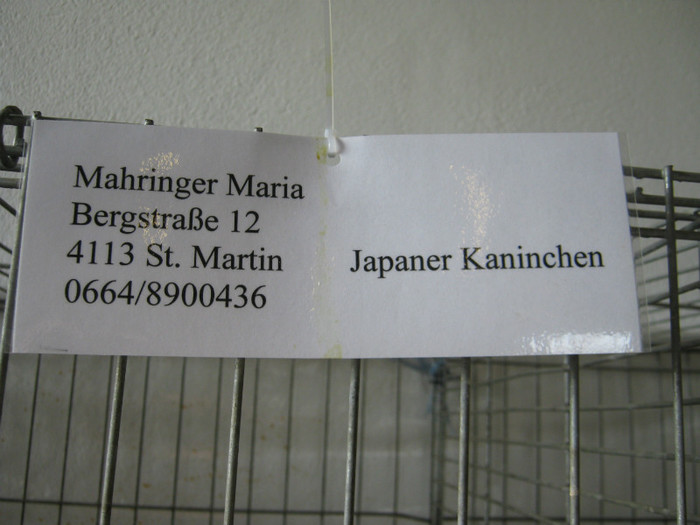 Mahringer Maria
Bergstraße 12
4113 St. Martin
0664/8900436
Japaner Kaninchen